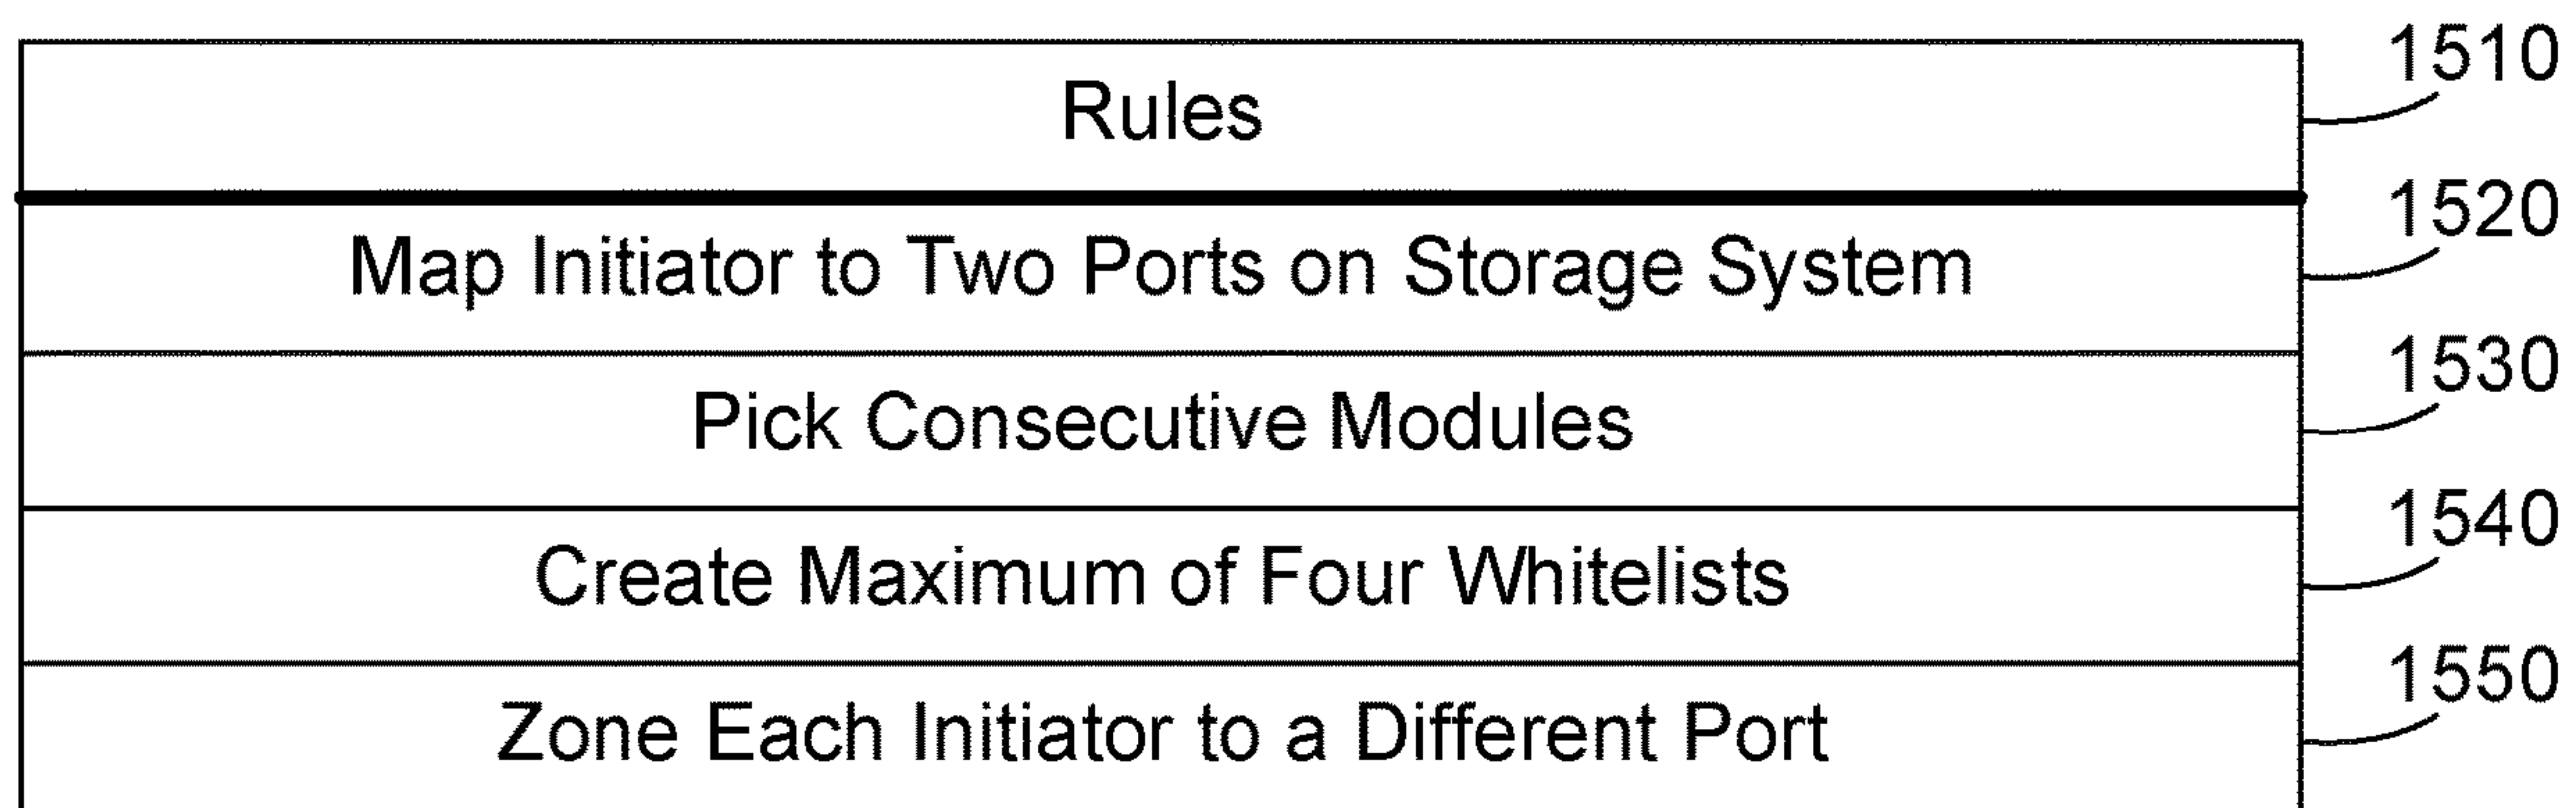 Rules 1510
Map Initiator to Two Ports on Storage System 1520
Pick Consecutive Modules 1530
Create Maximum of Four Whitelists 1540
Zone Each Initiator to a Different Port 1550